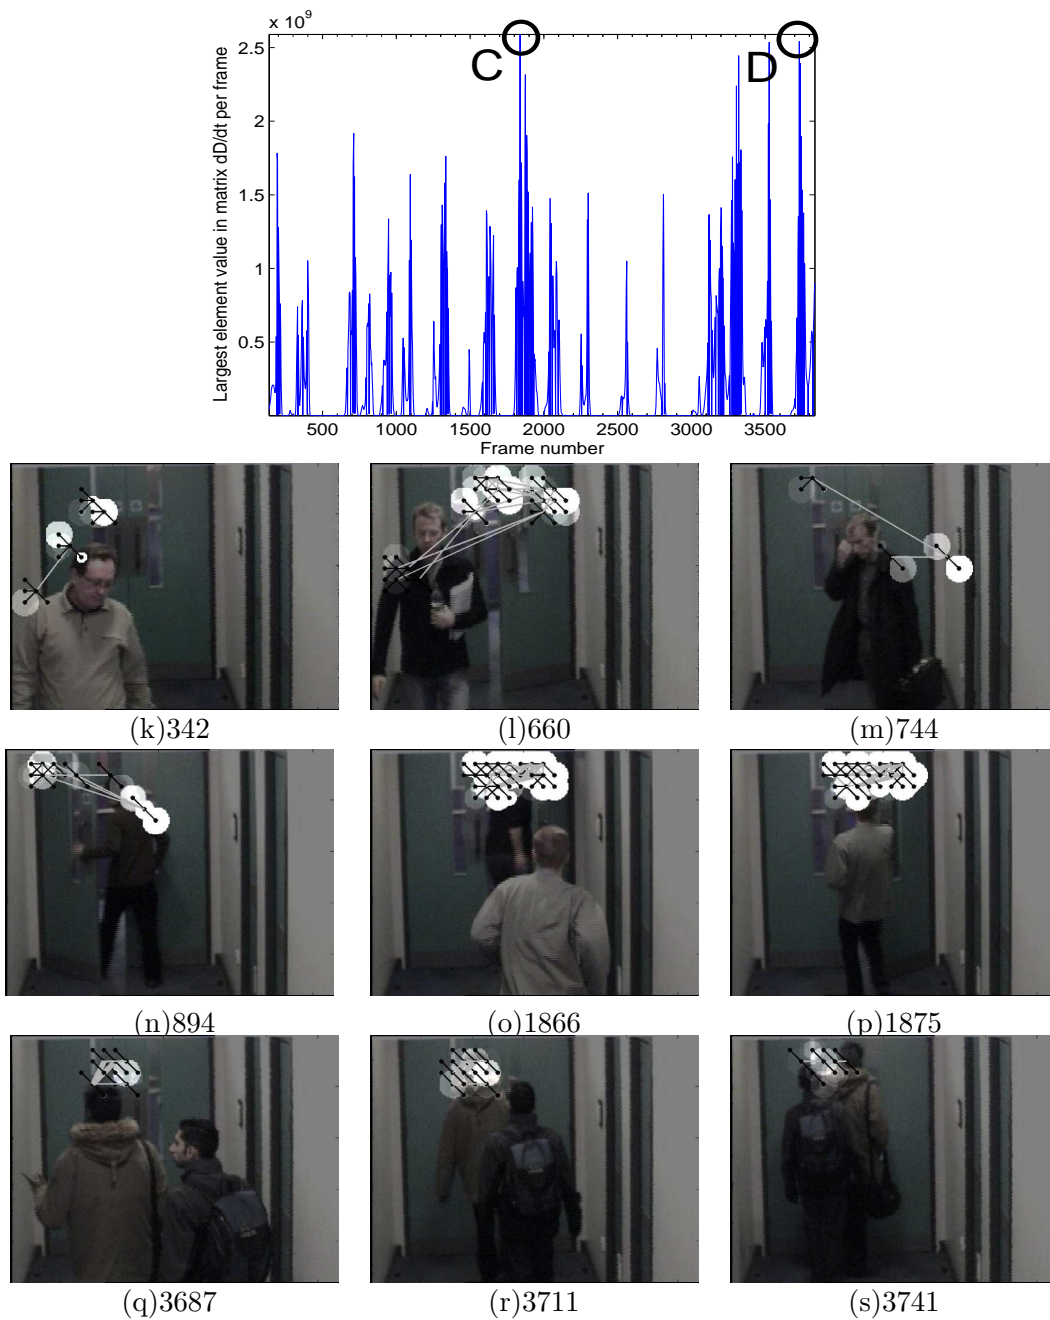 x 10^9
Largest element value in matrix dD/dt per frame
2.5
2
1.5
1
0.5
C
D
500 1000 1500 2000 2500 3000 3500
Frame number
(k)342 (l)660 (m)744
(n)894 (o)1866 (p)1875
(q)3687 (r)3711 (s)3741